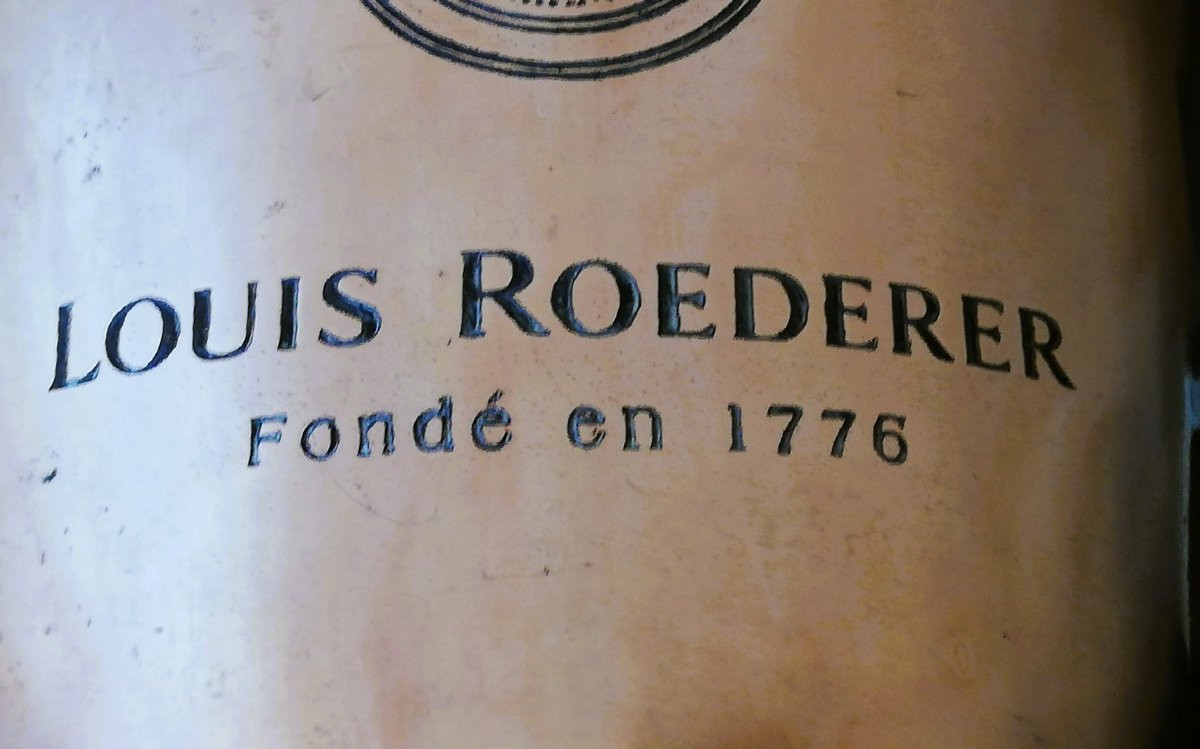 LOUIS ROEDERER
Fondé en 1776